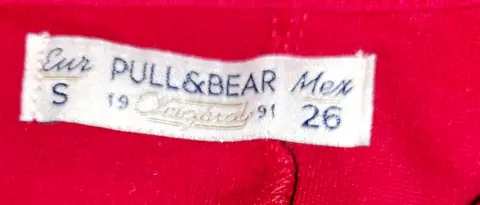 Eur PULL&BEAR Mex
S 19 Original 91 26